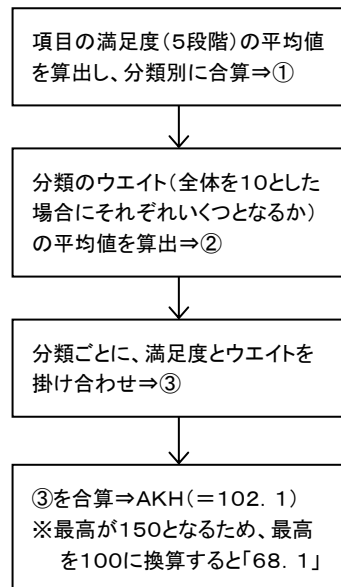 項目の満足度（５段階）の平均値
を算出し、分類別に合算⇒①
分類のウエイト（全体を１０とした
場合にそれぞれいくつとなるか）
の平均値を算出⇒②
分類ごとに、満足度とウエイトを
掛け合わせ⇒③
③を合算⇒ＡＫＨ（＝１０２．１）
※最高が１５０となるため、最高
を１００に換算すると「６８．１」